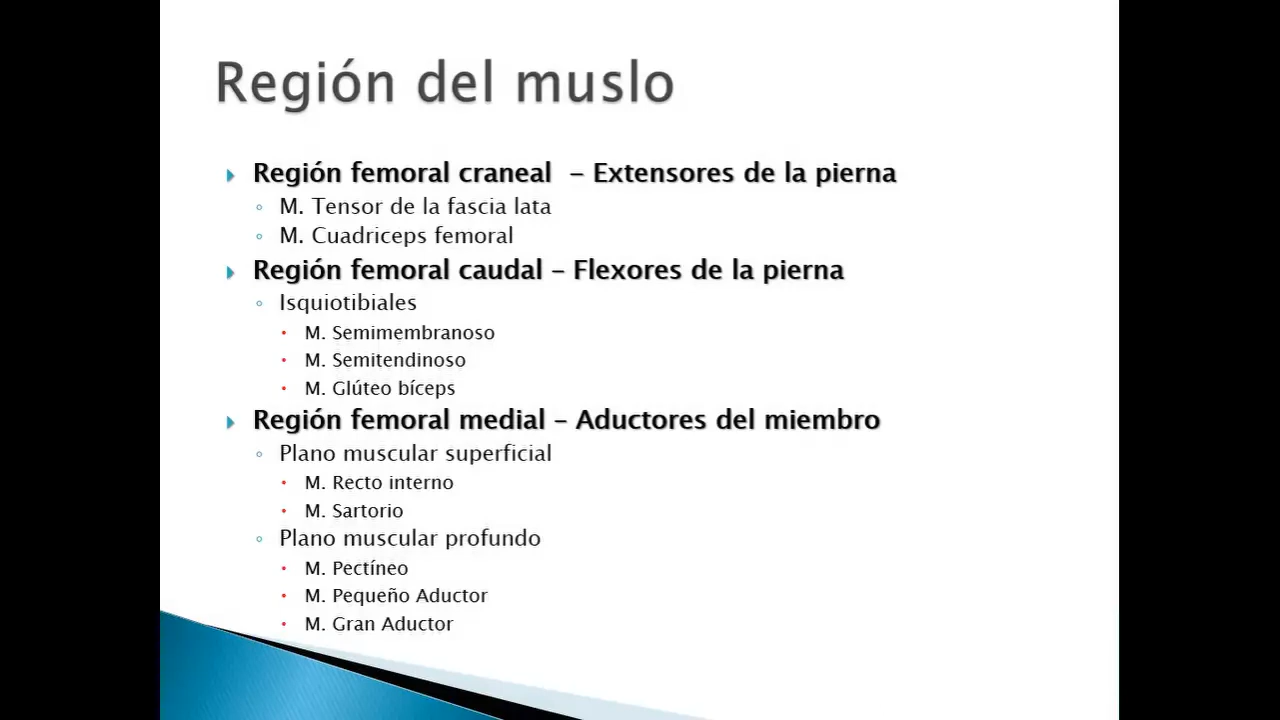 Región del muslo
Región femoral craneal – Extensores de la pierna
M. Tensor de la fascia lata
M. Cuadriceps femoral
Región femoral caudal – Flexores de la pierna
Isquiotibiales
M. Semimembranoso
M. Semitendinoso
M. Glúteo bíceps
Región femoral medial – Aductores del miembro
Plano muscular superficial
M. Recto interno
M. Sartorio
Plano muscular profundo
M. Pectíneo
M. Pequeño Aductor
M. Gran Aductor